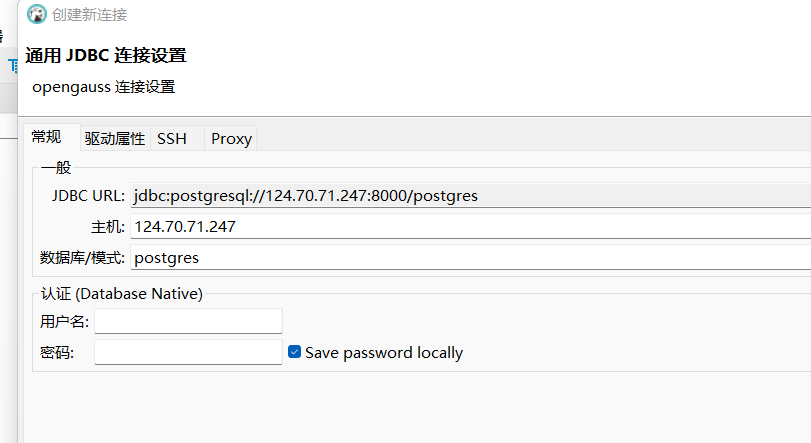 创建新连接
通用 JDBC 连接设置
opengauss 连接设置
常规 驱动属性 SSH Proxy
一般
JDBC URL: jdbc:postgresql://124.70.71.247:8000/postgres
主机: 124.70.71.247
数据库/模式: postgres
认证 (Database Native)
用户名:
密码: Save password locally